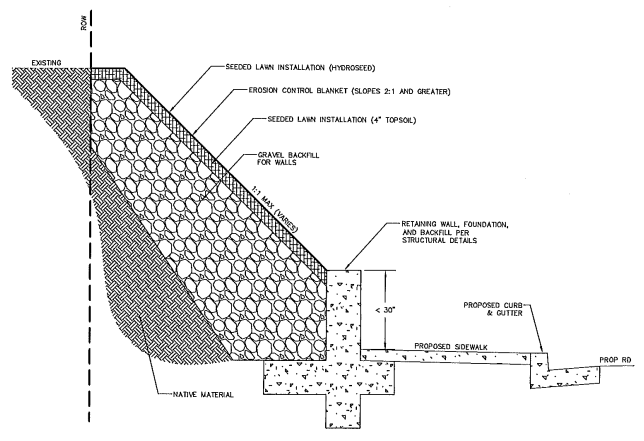 ROW
EXISTING
SEEDED LAWN INSTALLATION (HYDROSEED)
EROSION CONTROL BLANKET (SLOPES 2:1 AND GREATER)
SEEDED LAWN INSTALLATION (4" TOPSOIL)
GRAVEL BACKFILL
FOR WALLS
1:1 MAX (VARIES)
RETAINING WALL, FOUNDATION,
AND BACKFILL PER
STRUCTURAL DETAILS
< 30"
PROPOSED CURB
& GUTTER
PROPOSED SIDEWALK
PROP RD
NATIVE MATERIAL